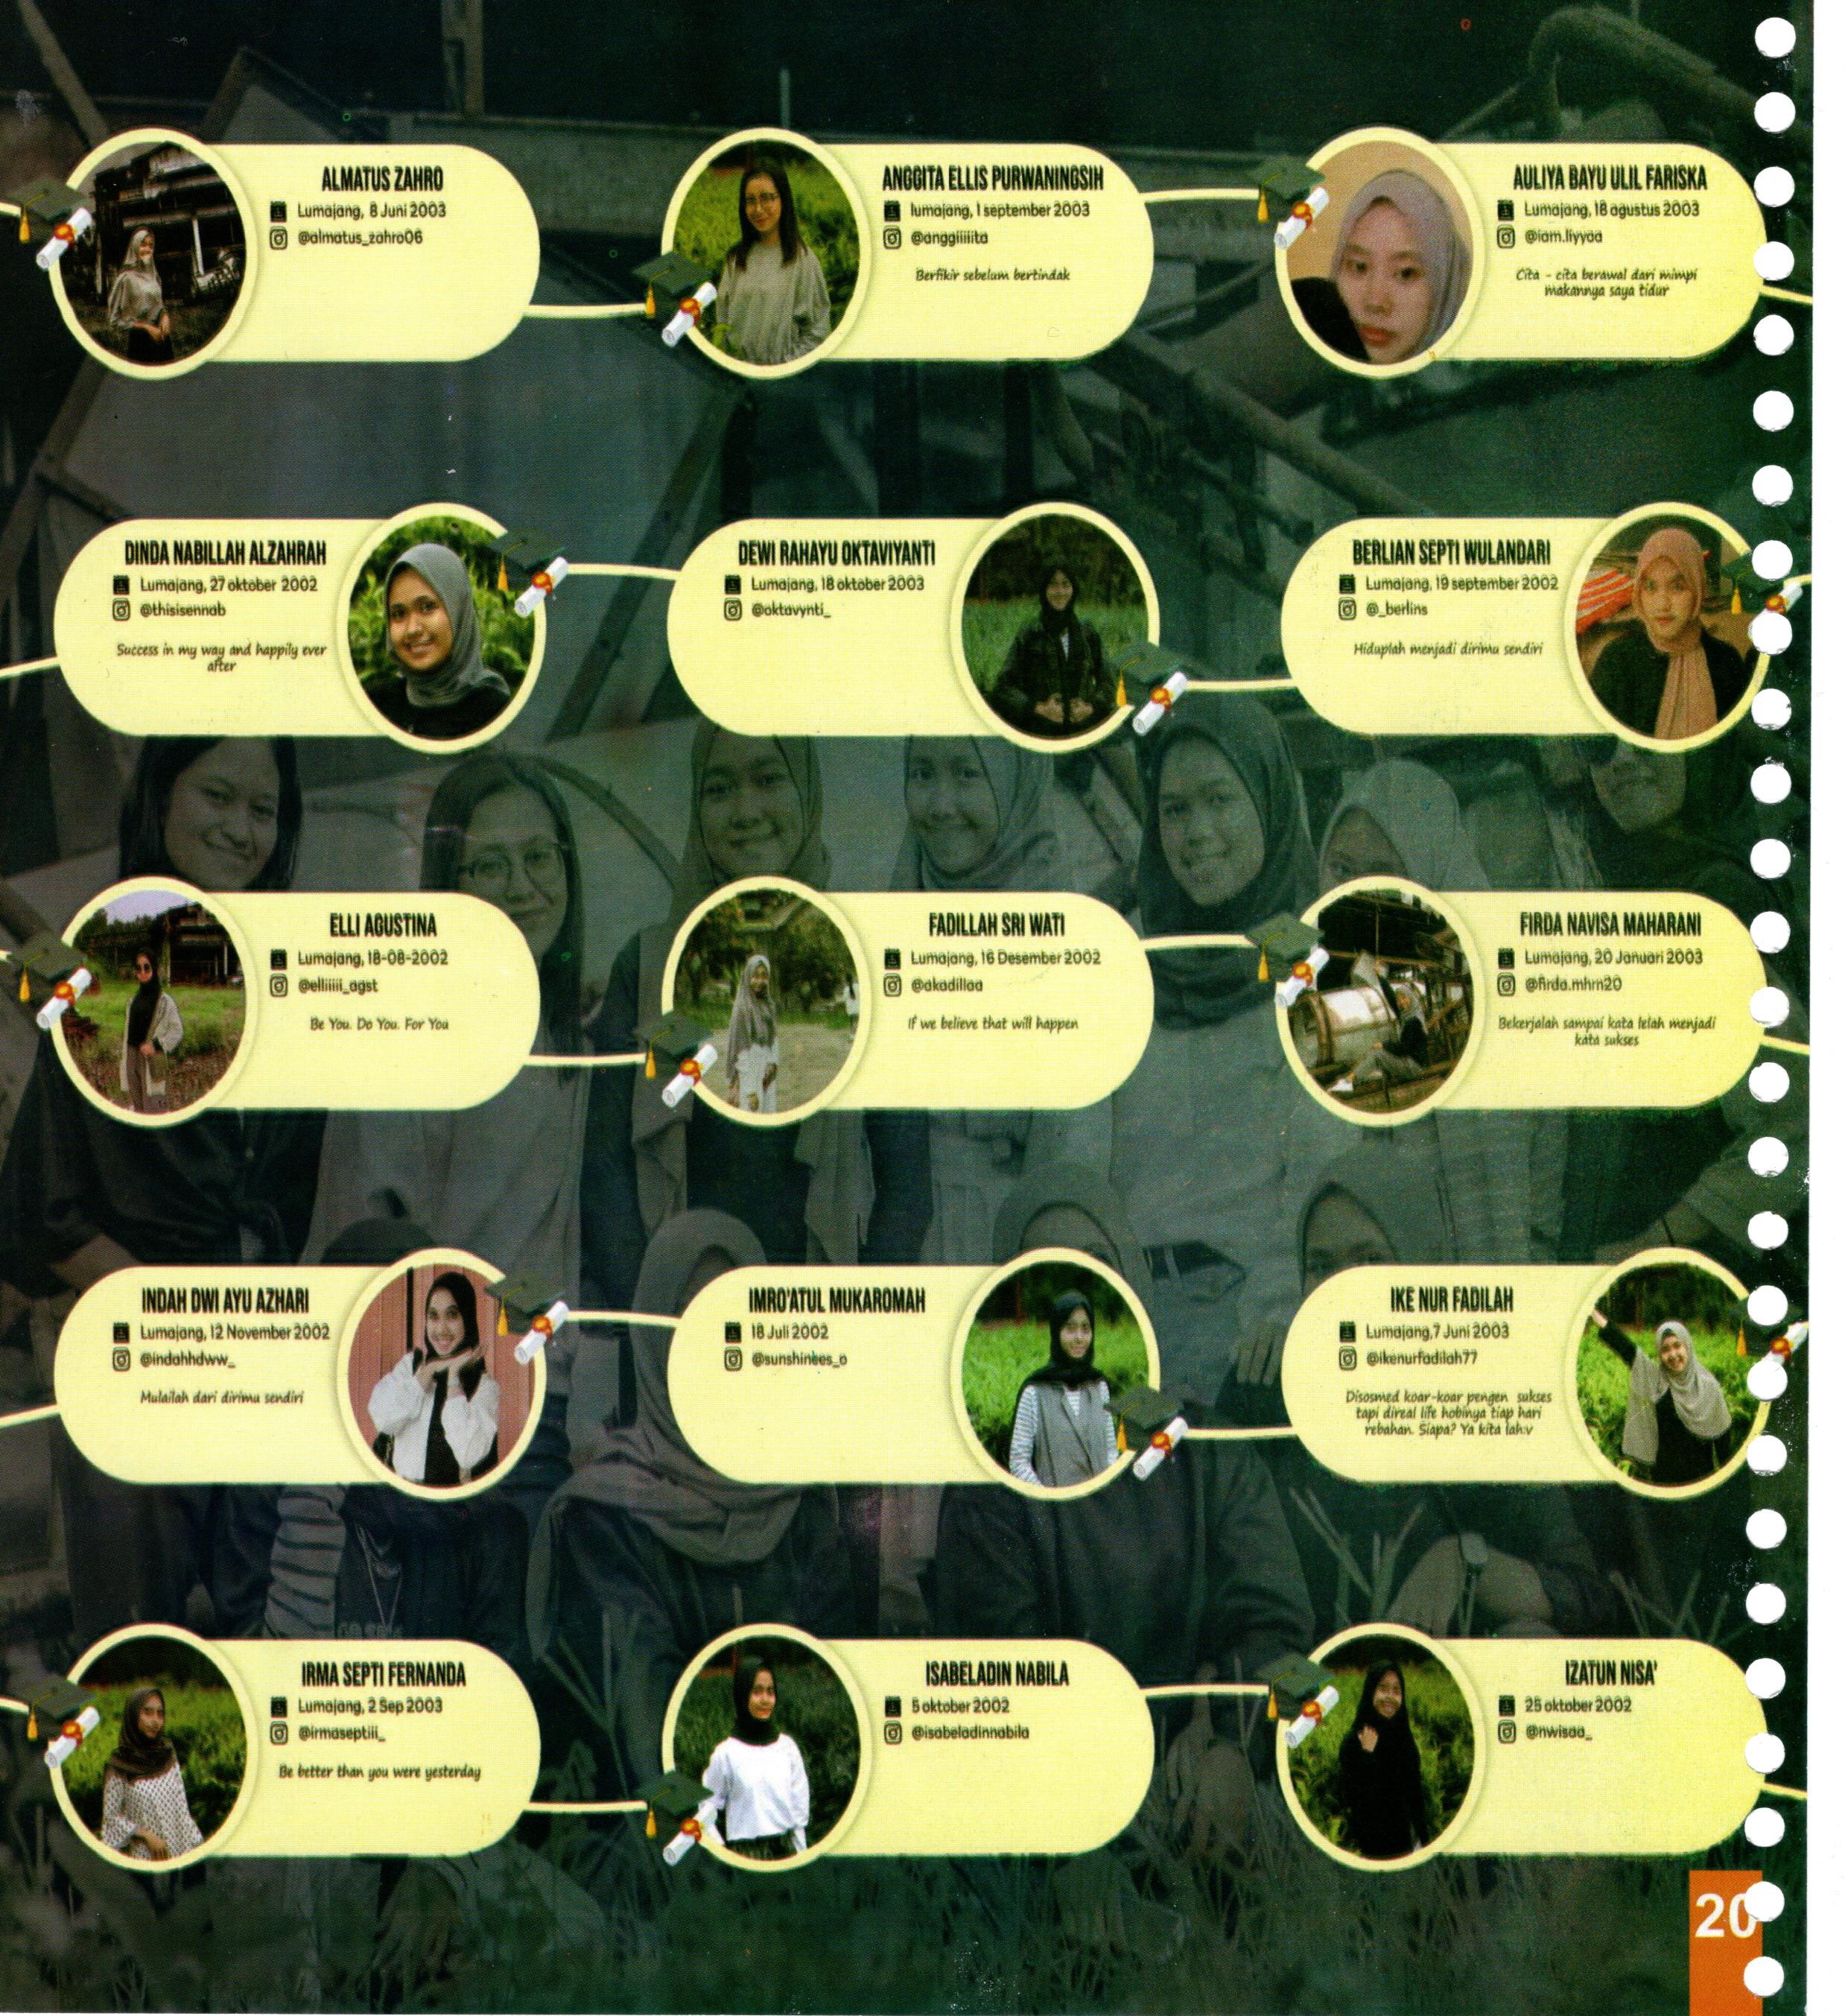 ALMATUS ZAHRO
Lumajang, 8 Juni 2003
@almatus_zahro06
ANGGITA ELLIS PURWANINGSIH
lumajang, 1 september 2003
@anggiiiiita
Berfikir sebelum bertindak
AULIYA BAYU ULIL FARISKA
Lumajang, 18 agustus 2003
@iam.liyyaa
Cita - cita berawal dari mimpi
makannya saya tidur
DINDA NABILLAH ALZAHRAH
Lumajang, 27 oktober 2002
@thisisennab
Success in my way and happily ever
after
DEWI RAHAYU OKTAVIYANTI
Lumajang, 18 oktober 2003
@oktavynti_
BERLIAN SEPTI WULANDARI
Lumajang, 19 september 2002
@_berlins
Hiduplah menjadi dirimu sendiri
ELLI AGUSTINA
Lumajang, 18-08-2002
@elliiiii_agst
Be You. Do You. For You
FADILLAH SRI WATI
Lumajang, 16 Desember 2002
@akadillaa
If we believe that will happen
FIRDA NAVISA MAHARANI
Lumajang, 20 Januari 2003
@firda.mhrn20
Bekerjalah sampai kata lelah menjadi
kata sukses
INDAH DWI AYU AZHARI
Lumajang, 12 November 2002
@indahhdww_
Mulailah dari dirimu sendiri
IMRO'ATUL MUKAROMAH
18 Juli 2002
@sunshinees_o
IKE NUR FADILAH
Lumajang,7 Juni 2003
@ikenurfadilah77
Disosmed koar-koar pengen sukses
tapi direal life hobinya tiap hari
rebahan. Siapa? Ya kita lah:v
IRMA SEPTI FERNANDA
Lumajang, 2 Sep 2003
@irmaseptiii_
Be better than you were yesterday
ISABELADIN NABILA
5 oktober 2002
@isabeladinnabila
IZATUN NISA'
25 oktober 2002
@nwisaa_
20